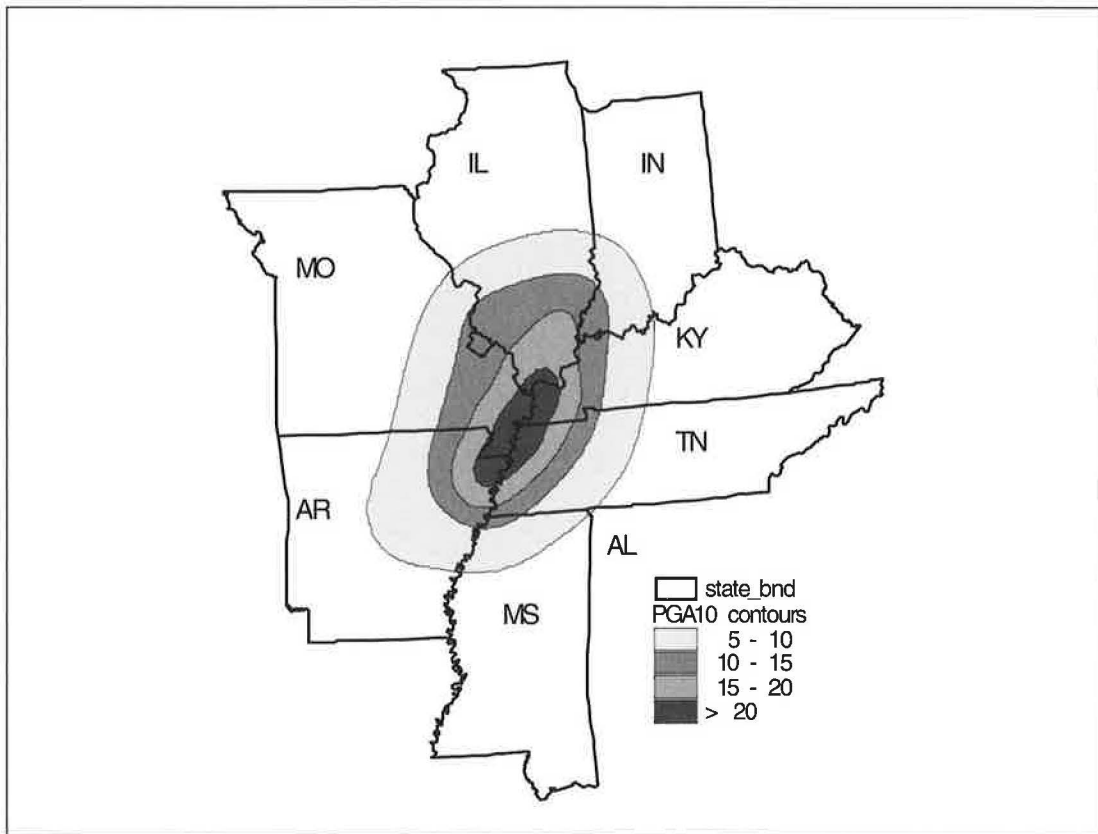 IL
IN
MO
KY
TN
AR
AL
MS
state_bnd
PGA10 contours
5 - 10
10 - 15
15 - 20
> 20